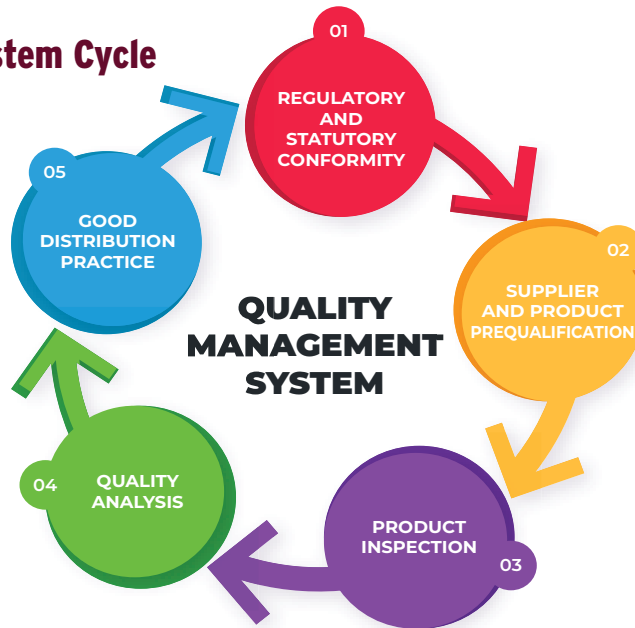 stem Cycle
01
REGULATORY
AND
STATUTORY
CONFORMITY
02
SUPPLIER
AND PRODUCT
PREQUALIFICATION
03
PRODUCT
INSPECTION
04
QUALITY
ANALYSIS
05
GOOD
DISTRIBUTION
PRACTICE
QUALITY
MANAGEMENT
SYSTEM